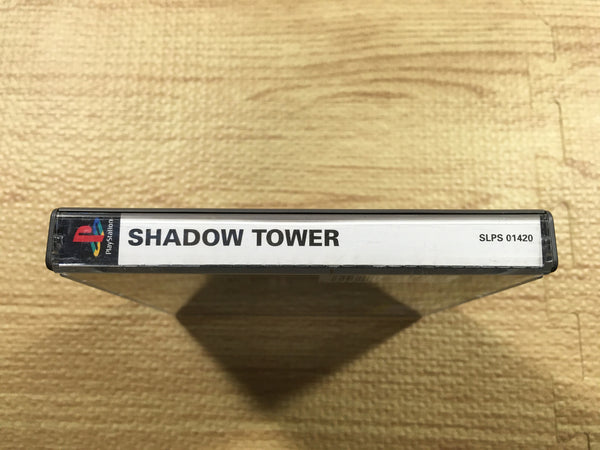 PlayStation
SHADOW TOWER
SLPS 01420